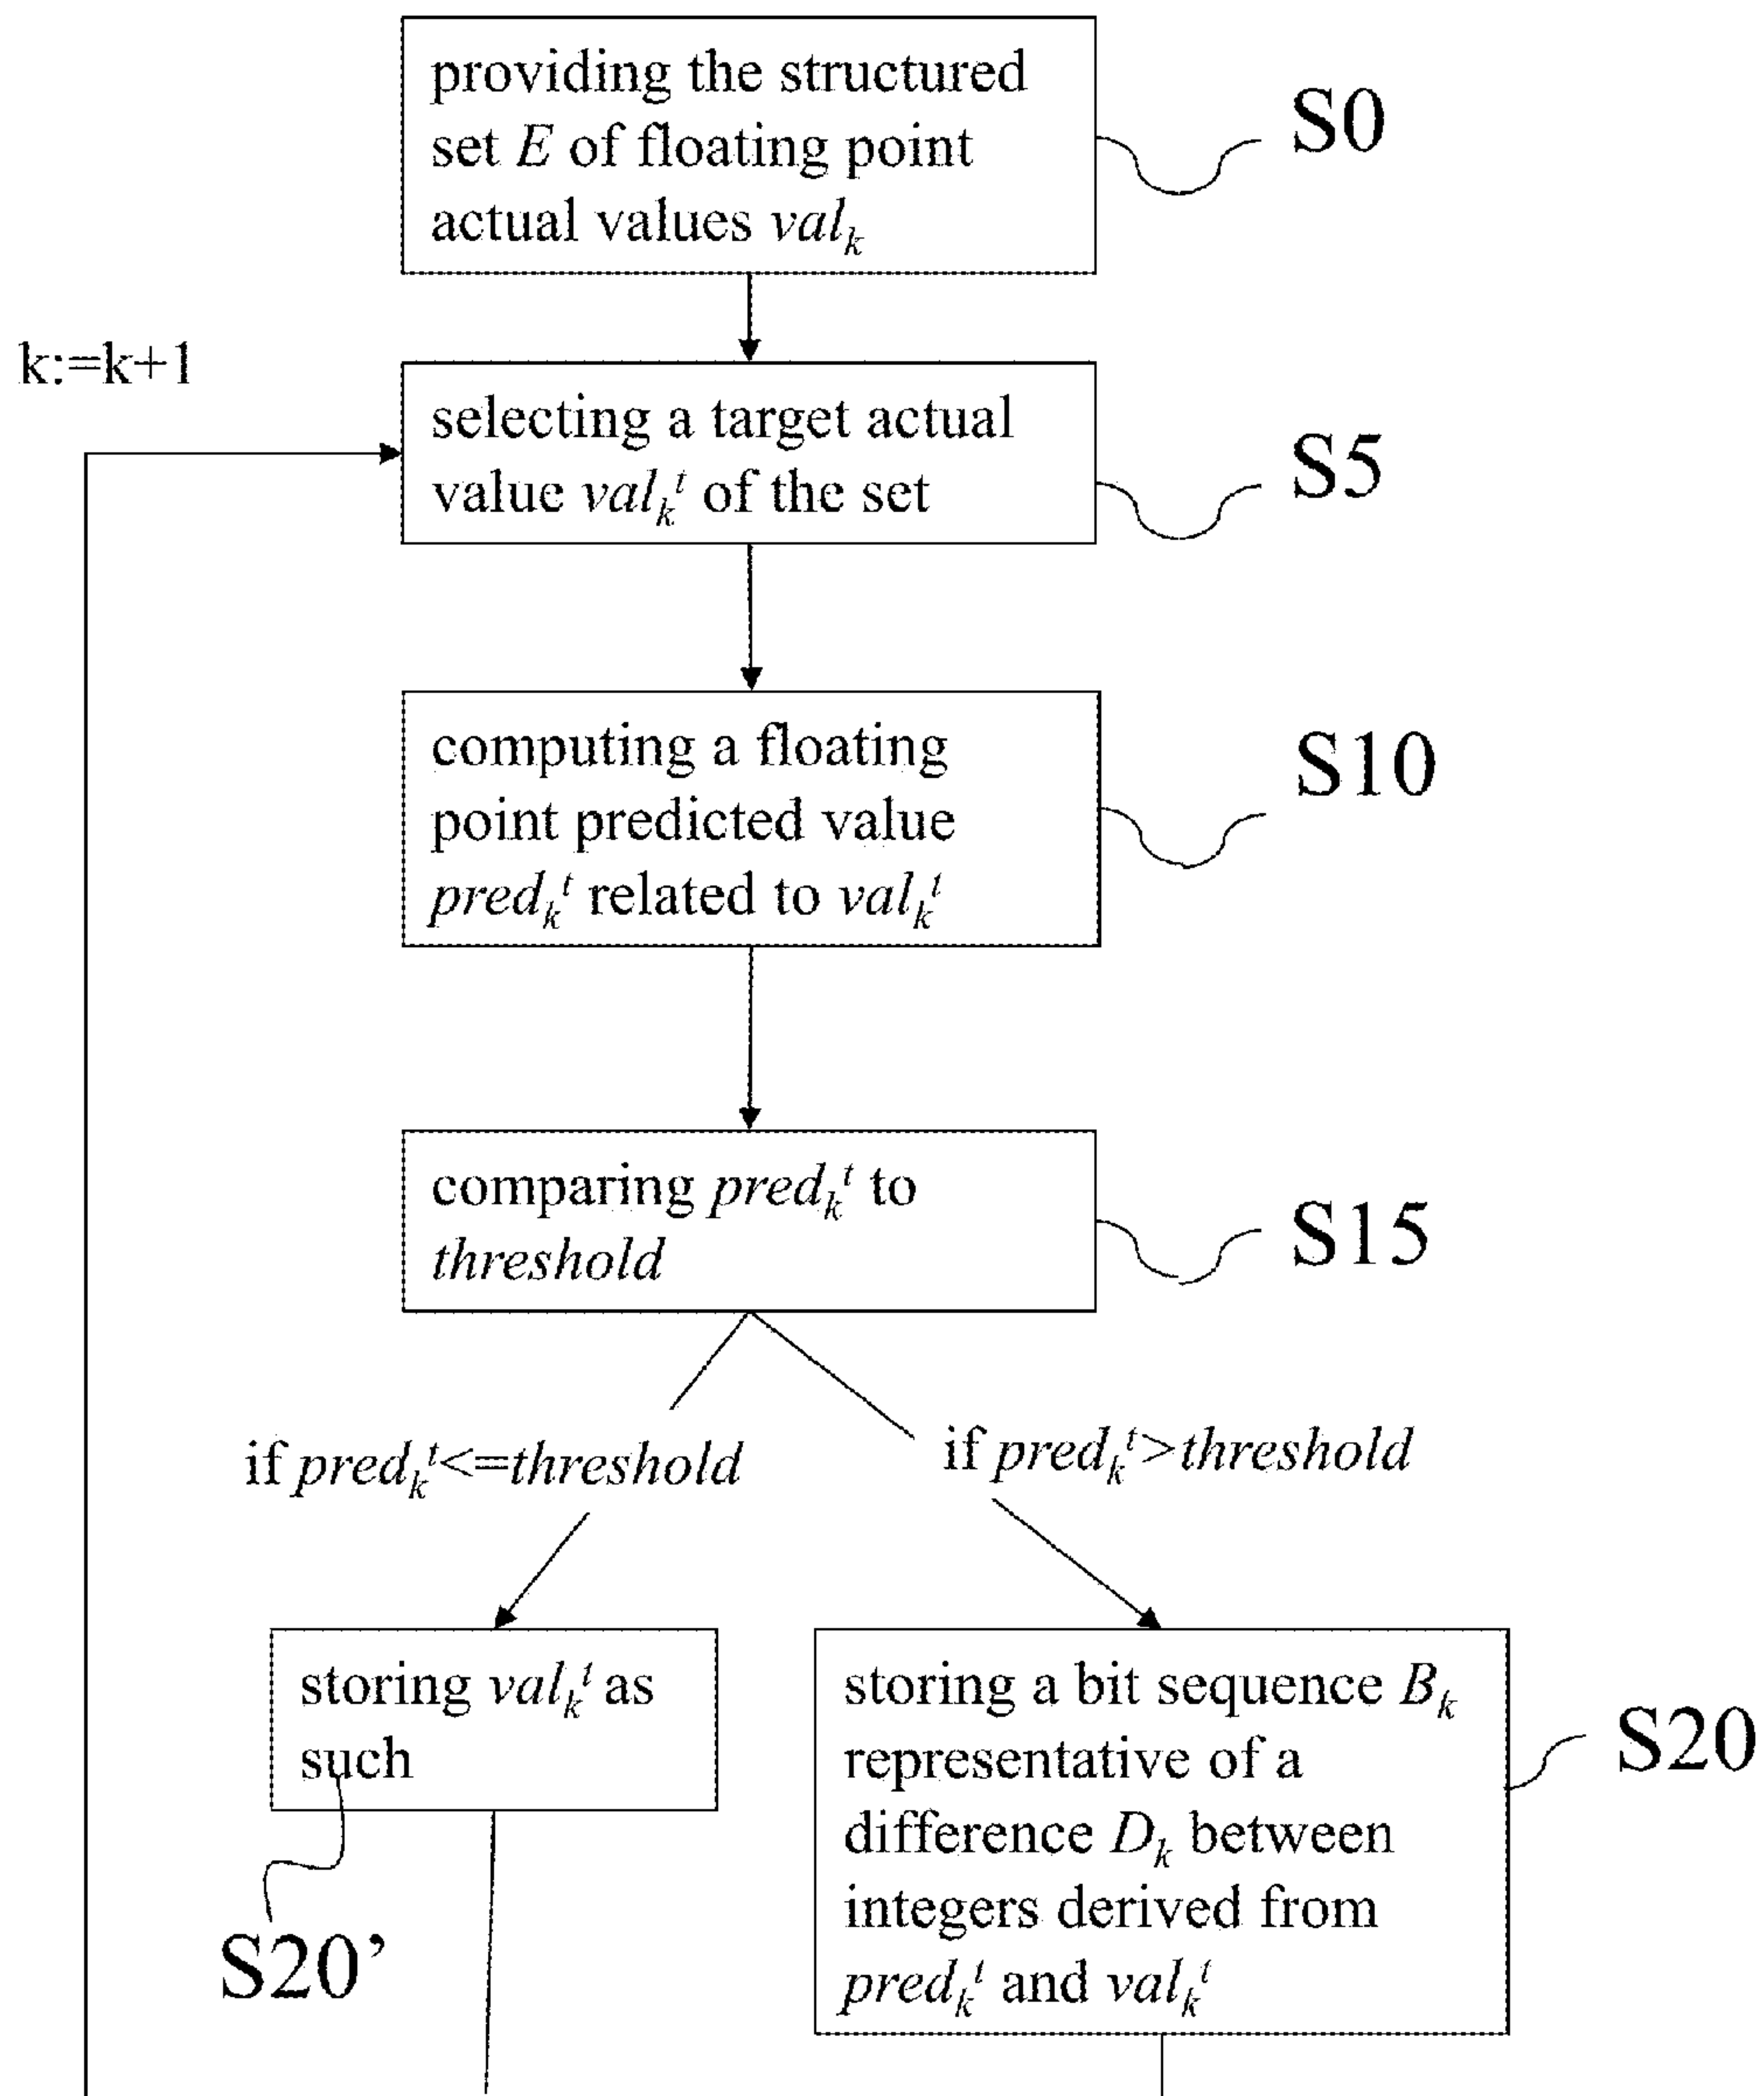 providing the structured
set E of floating point
actual values valₖ
S0
k:=k+1
selecting a target actual
value valₖᵗ of the set
S5
computing a floating
point predicted value
predₖᵗ related to valₖᵗ
S10
comparing predₖᵗ to
threshold
S15
if predₖᵗ<=threshold
if predₖᵗ>threshold
storing valₖᵗ as
such
S20’
storing a bit sequence Bₖ
representative of a
difference Dₖ between
integers derived from
predₖᵗ and valₖᵗ
S20